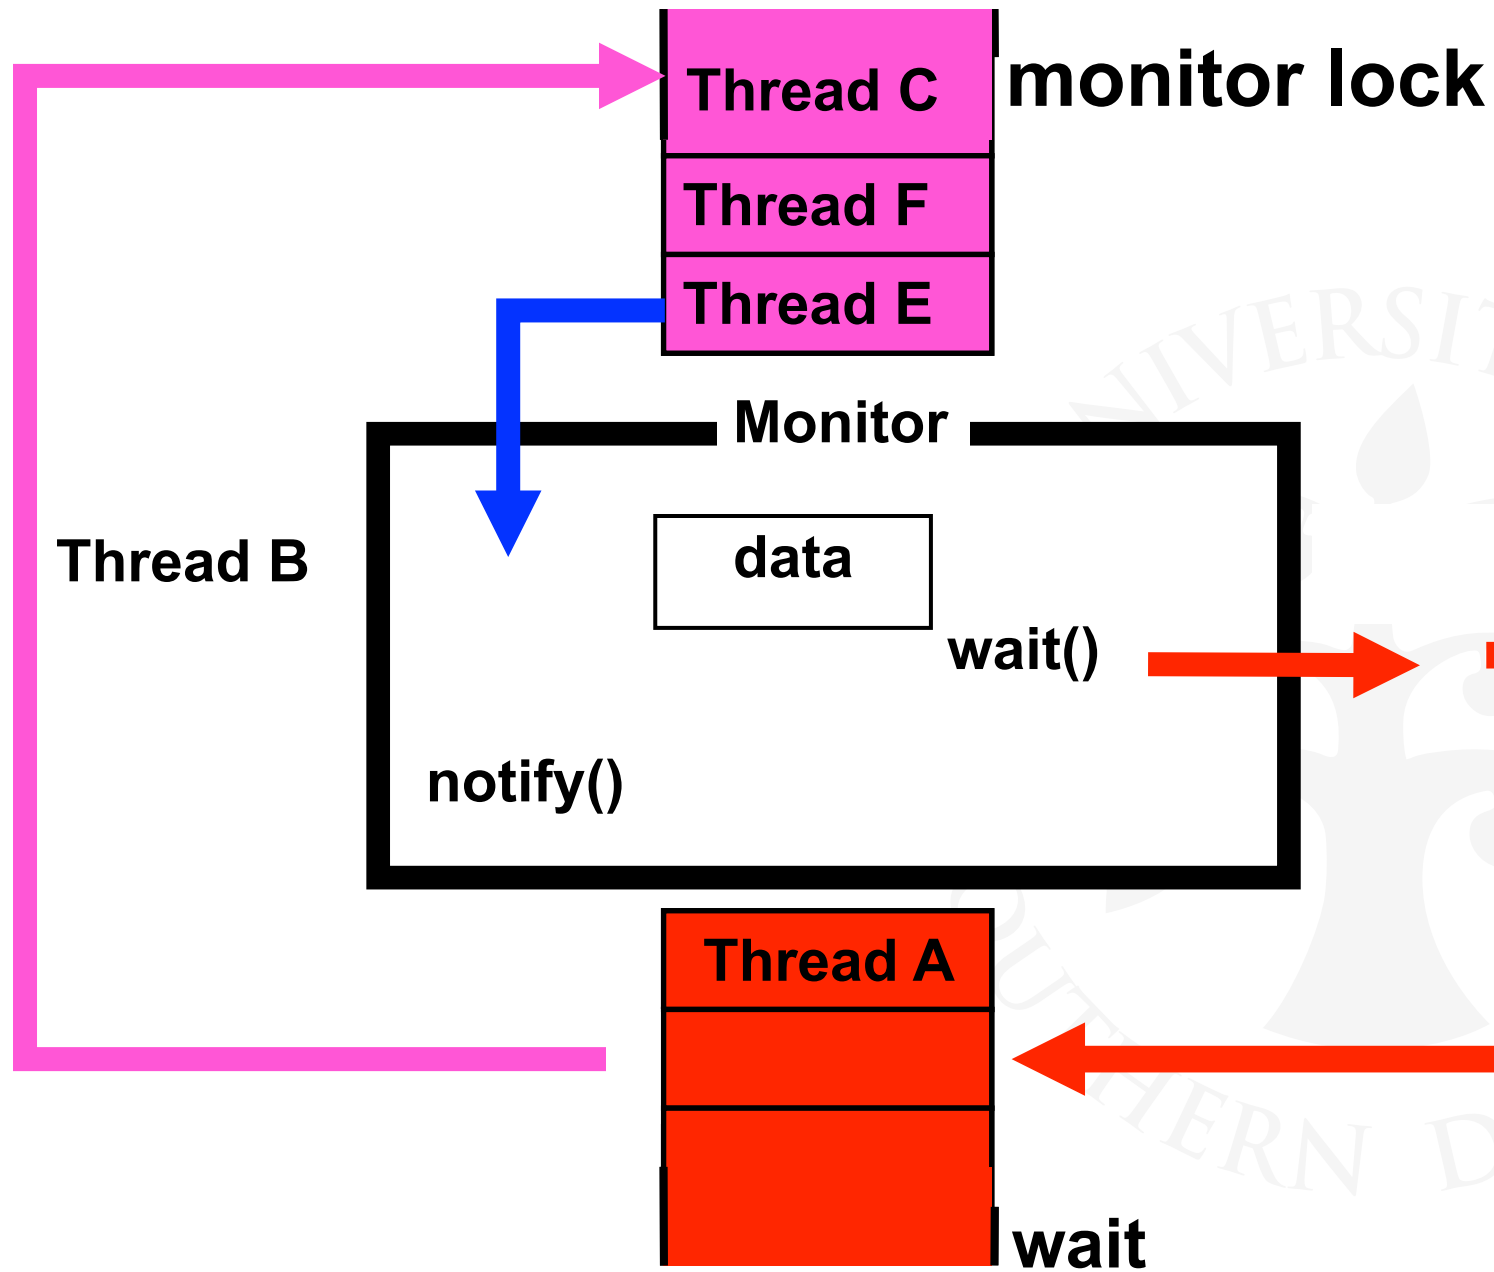 Thread C
monitor lock
Thread F
Thread E
Monitor
Thread B
data
wait()
notify()
Thread A
wait